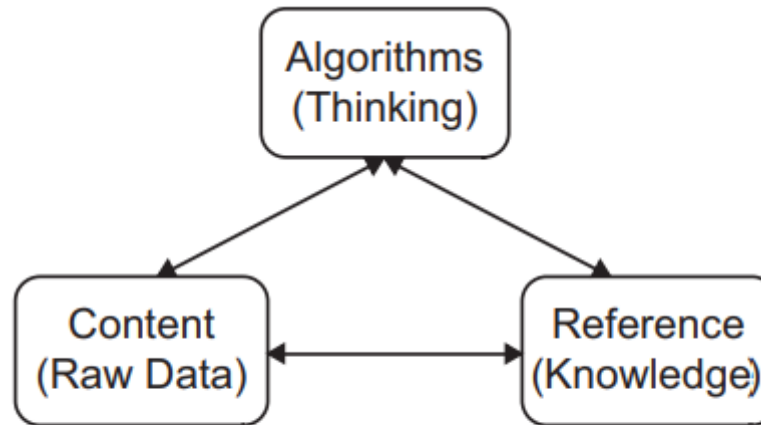 Algorithms
(Thinking)
Content
(Raw Data)
Reference
(Knowledge)